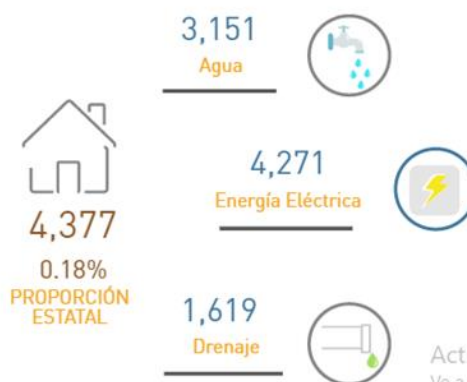 3,151
Agua
4,271
Energía Eléctrica
4,377
0.18%
PROPORCIÓN
ESTATAL
1,619
Drenaje
Act